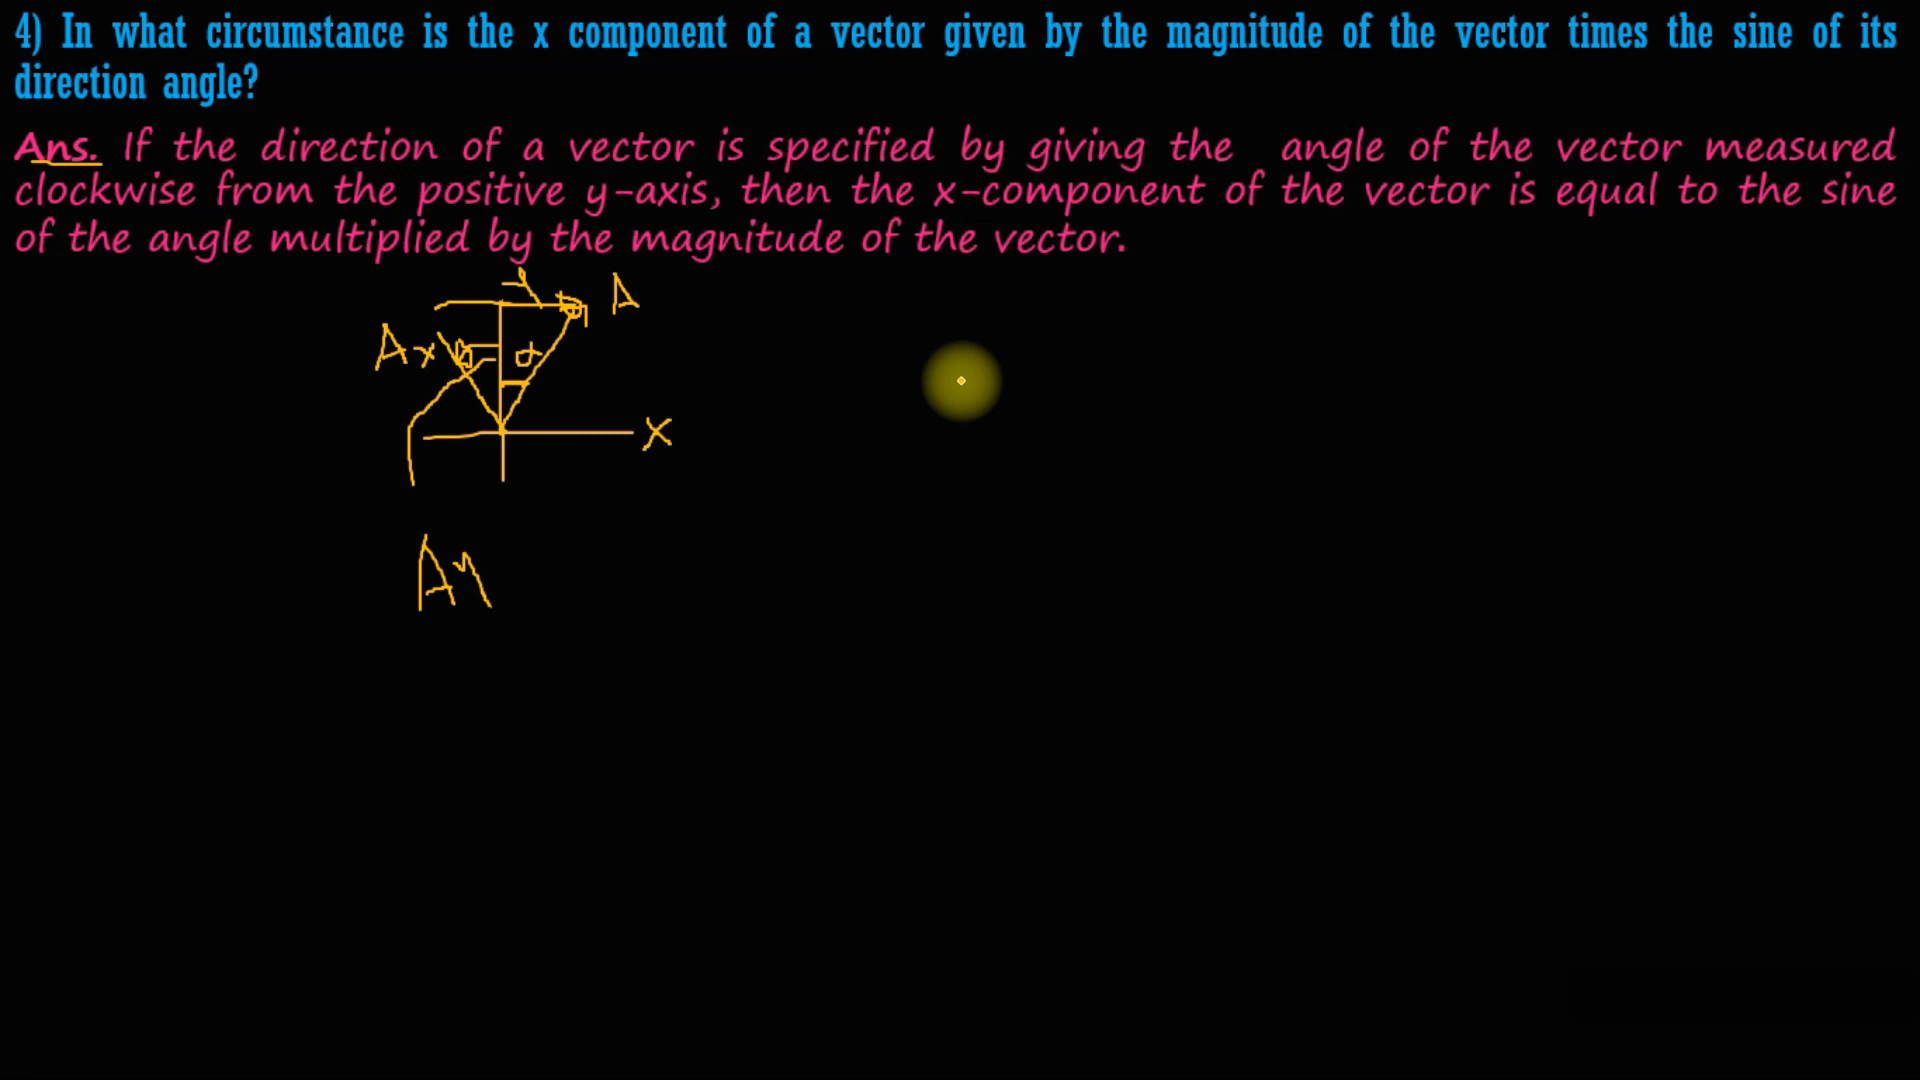 4) In what circumstance is the x component of a vector given by the magnitude of the vector times the sine of its
direction angle?
Ans. If the direction of a vector is specified by giving the angle of the vector measured
clockwise from the positive y-axis, then the x-component of the vector is equal to the sine
of the angle multiplied by the magnitude of the vector.
y A
Ax α
X
Ay